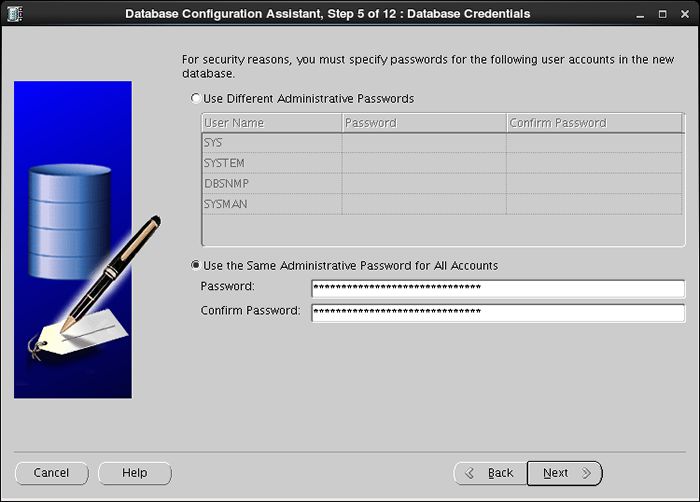 Database Configuration Assistant, Step 5 of 12 : Database Credentials
For security reasons, you must specify passwords for the following user accounts in the new
database.
Use Different Administrative Passwords
User Name Password Confirm Password
SYS
SYSTEM
DBSNMP
SYSMAN
Use the Same Administrative Password for All Accounts
Password: ******************************
Confirm Password: ******************************
Cancel Help Back Next